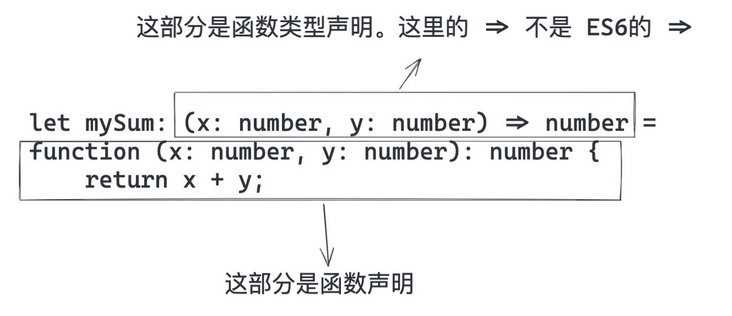 这部分是函数类型声明。这里的 => 不是 ES6的 =>
let mySum: (x: number, y: number) => number =
function (x: number, y: number): number {
    return x + y;
这部分是函数声明